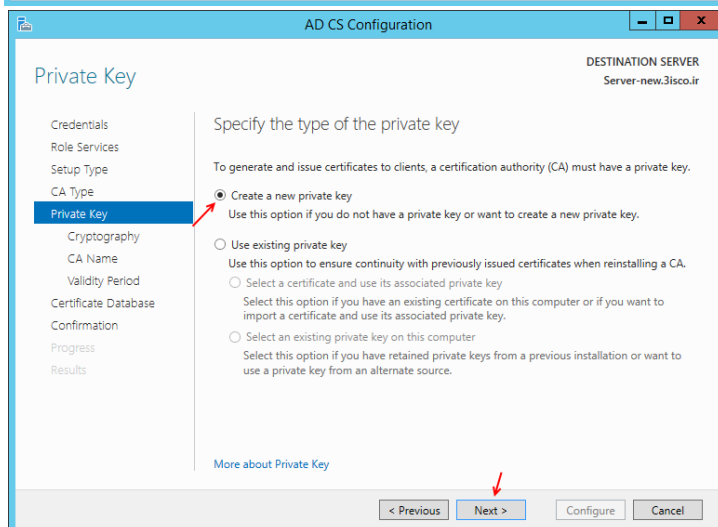 AD CS Configuration
Private Key
DESTINATION SERVER
Server-new.3isco.ir
Credentials
Role Services
Setup Type
CA Type
Private Key
Cryptography
CA Name
Validity Period
Certificate Database
Confirmation
Progress
Results
Specify the type of the private key
To generate and issue certificates to clients, a certification authority (CA) must have a private key.
Create a new private key
Use this option if you do not have a private key or want to create a new private key.
Use existing private key
Use this option to ensure continuity with previously issued certificates when reinstalling a CA.
Select a certificate and use its associated private key
Select this option if you have an existing certificate on this computer or if you want to
import a certificate and use its associated private key.
Select an existing private key on this computer
Select this option if you have retained private keys from a previous installation or want to
use a private key from an alternate source.
More about Private Key
< Previous
Next >
Configure
Cancel